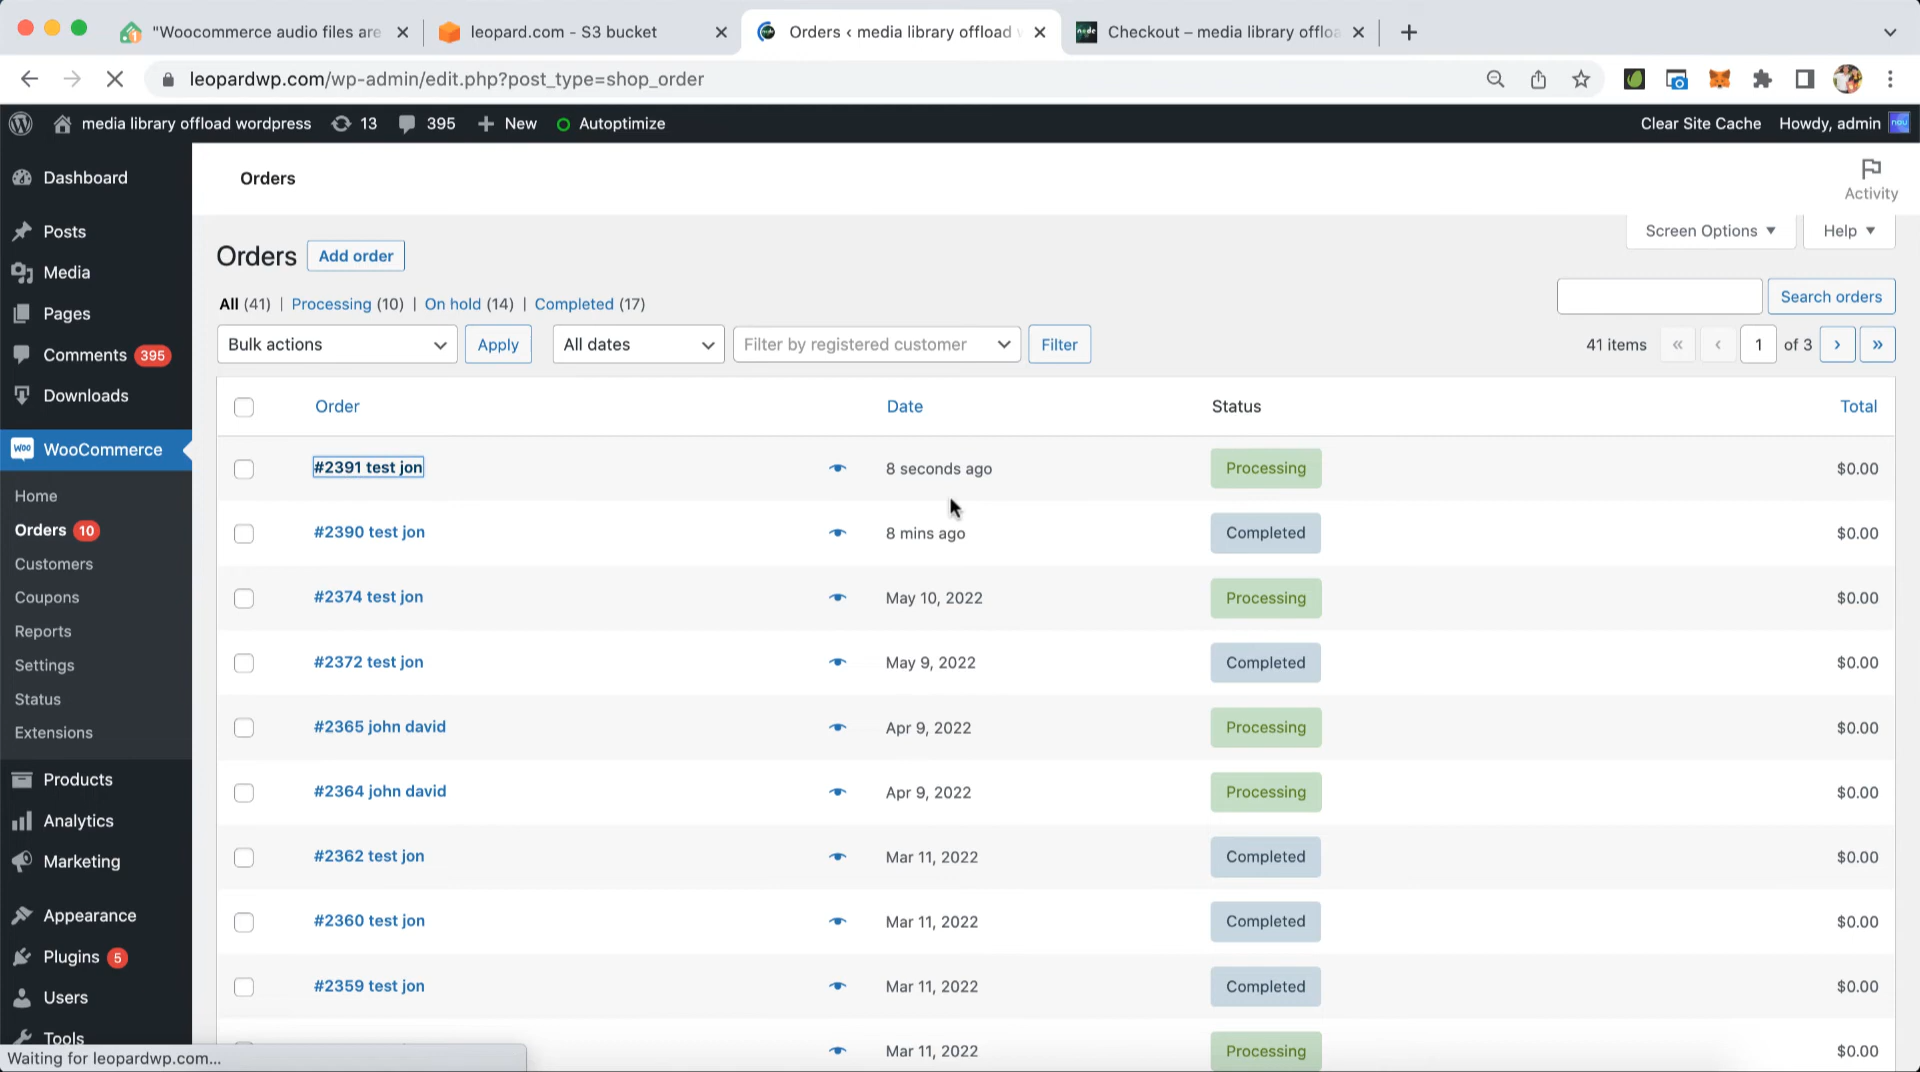 "Woocommerce audio files are
leopard.com - S3 bucket
Orders ‹ media library offload
Checkout – media library offloa
leopardwp.com/wp-admin/edit.php?post_type=shop_order
media library offload wordpress
13
395
New
Autoptimize
Clear Site Cache
Howdy, admin
Dashboard
Posts
Media
Pages
Comments 395
Downloads
WooCommerce
Home
Orders 10
Customers
Coupons
Reports
Settings
Status
Extensions
Products
Analytics
Marketing
Appearance
Plugins 5
Users
Tools
Waiting for leopardwp.com...
Orders
Activity
Screen Options ▼
Help ▼
Orders
Add order
All (41) | Processing (10) | On hold (14) | Completed (17)
Search orders
Bulk actions
Apply
All dates
Filter by registered customer
Filter
41 items « ‹ 1 of 3 › »
Order Date Status Total
#2391 test jon 8 seconds ago Processing $0.00
#2390 test jon 8 mins ago Completed $0.00
#2374 test jon May 10, 2022 Processing $0.00
#2372 test jon May 9, 2022 Completed $0.00
#2365 john david Apr 9, 2022 Processing $0.00
#2364 john david Apr 9, 2022 Processing $0.00
#2362 test jon Mar 11, 2022 Completed $0.00
#2360 test jon Mar 11, 2022 Completed $0.00
#2359 test jon Mar 11, 2022 Completed $0.00
Mar 11, 2022 Processing $0.00